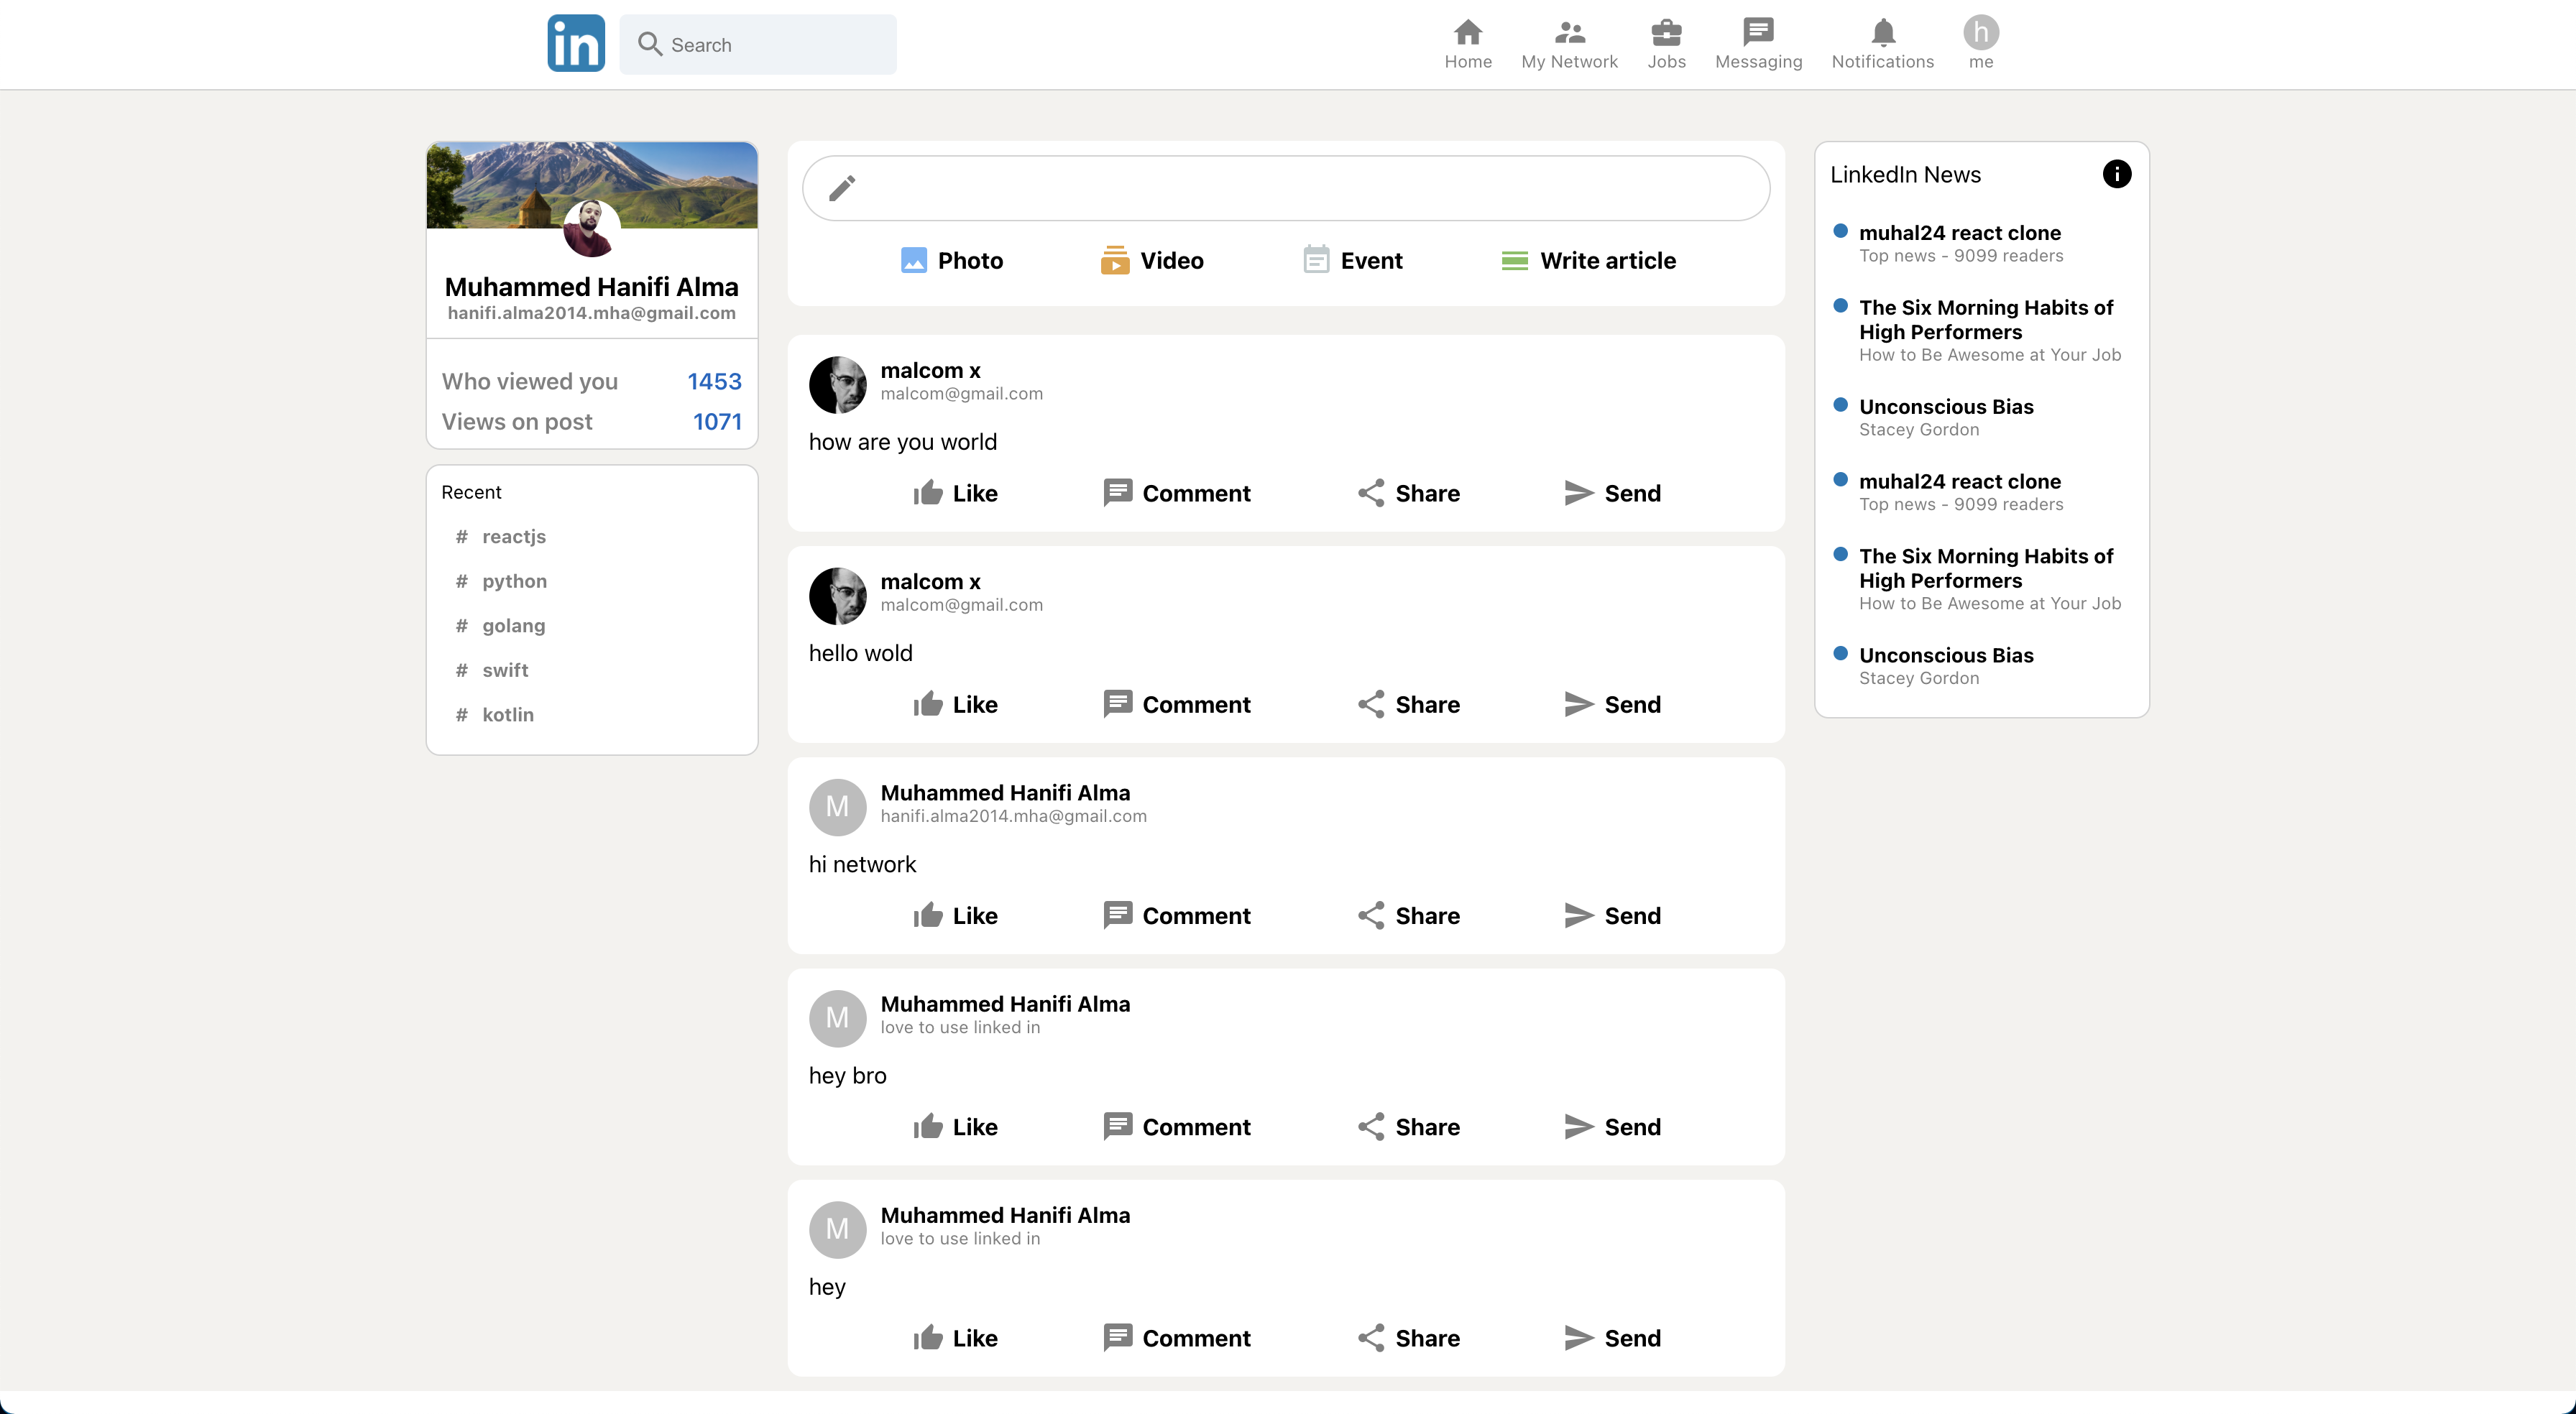 in
Search
Home
My Network
Jobs
Messaging
Notifications
h
me
Muhammed Hanifi Alma
hanifi.alma2014.mha@gmail.com
Who viewed you 1453
Views on post 1071
Recent
# reactjs
# python
# golang
# swift
# kotlin
Photo
Video
Event
Write article
malcom x
malcom@gmail.com
how are you world
Like
Comment
Share
Send
malcom x
malcom@gmail.com
hello wold
Like
Comment
Share
Send
M
Muhammed Hanifi Alma
hanifi.alma2014.mha@gmail.com
hi network
Like
Comment
Share
Send
M
Muhammed Hanifi Alma
love to use linked in
hey bro
Like
Comment
Share
Send
M
Muhammed Hanifi Alma
love to use linked in
hey
Like
Comment
Share
Send
LinkedIn News
muhal24 react clone
Top news - 9099 readers
The Six Morning Habits of
High Performers
How to Be Awesome at Your Job
Unconscious Bias
Stacey Gordon
muhal24 react clone
Top news - 9099 readers
The Six Morning Habits of
High Performers
How to Be Awesome at Your Job
Unconscious Bias
Stacey Gordon